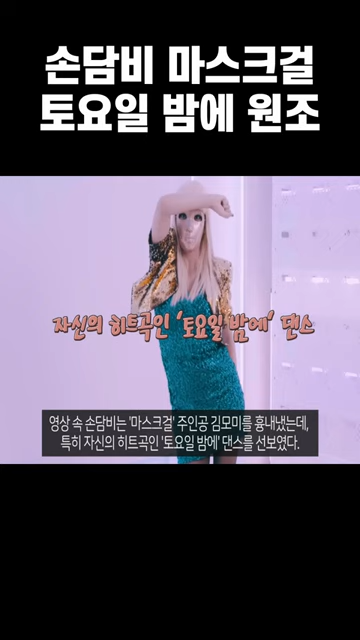 손담비 마스크걸
토요일 밤에 원조
자신의 히트곡인 '토요일 밤에' 댄스
영상 속 손담비는 '마스크걸' 주인공 김모미를 흉내냈는데,
특히 자신의 히트곡인 '토요일 밤에' 댄스를 선보였다.